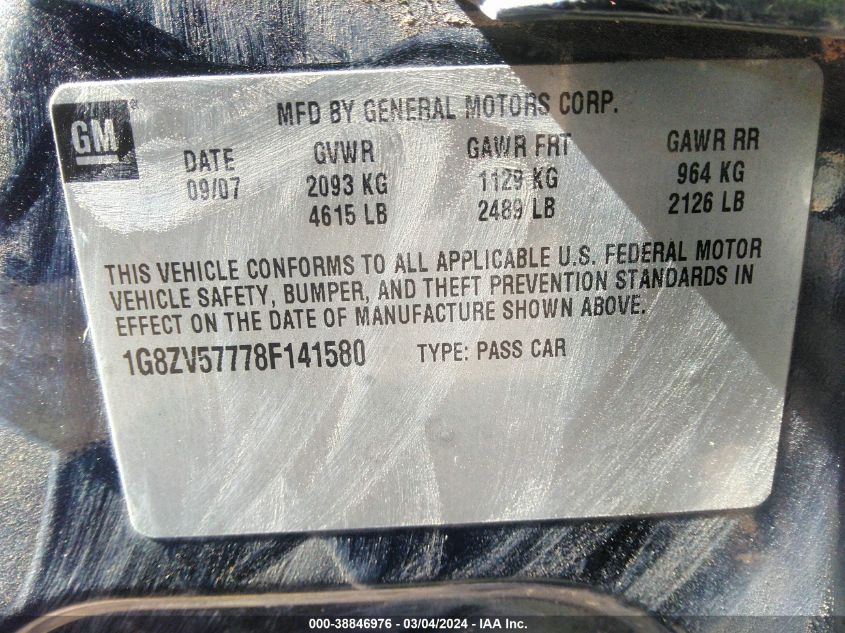 MFD BY GENERAL MOTORS CORP.
GM
DATE GVWR GAWR FRT GAWR RR
09/07 2093 KG 1129 KG 964 KG
4615 LB 2489 LB 2126 LB
THIS VEHICLE CONFORMS TO ALL APPLICABLE U.S. FEDERAL MOTOR
VEHICLE SAFETY, BUMPER, AND THEFT PREVENTION STANDARDS IN
EFFECT ON THE DATE OF MANUFACTURE SHOWN ABOVE.
1G8ZV57778F141580 TYPE: PASS CAR
000-38846976 - 03/04/2024 - IAA Inc.